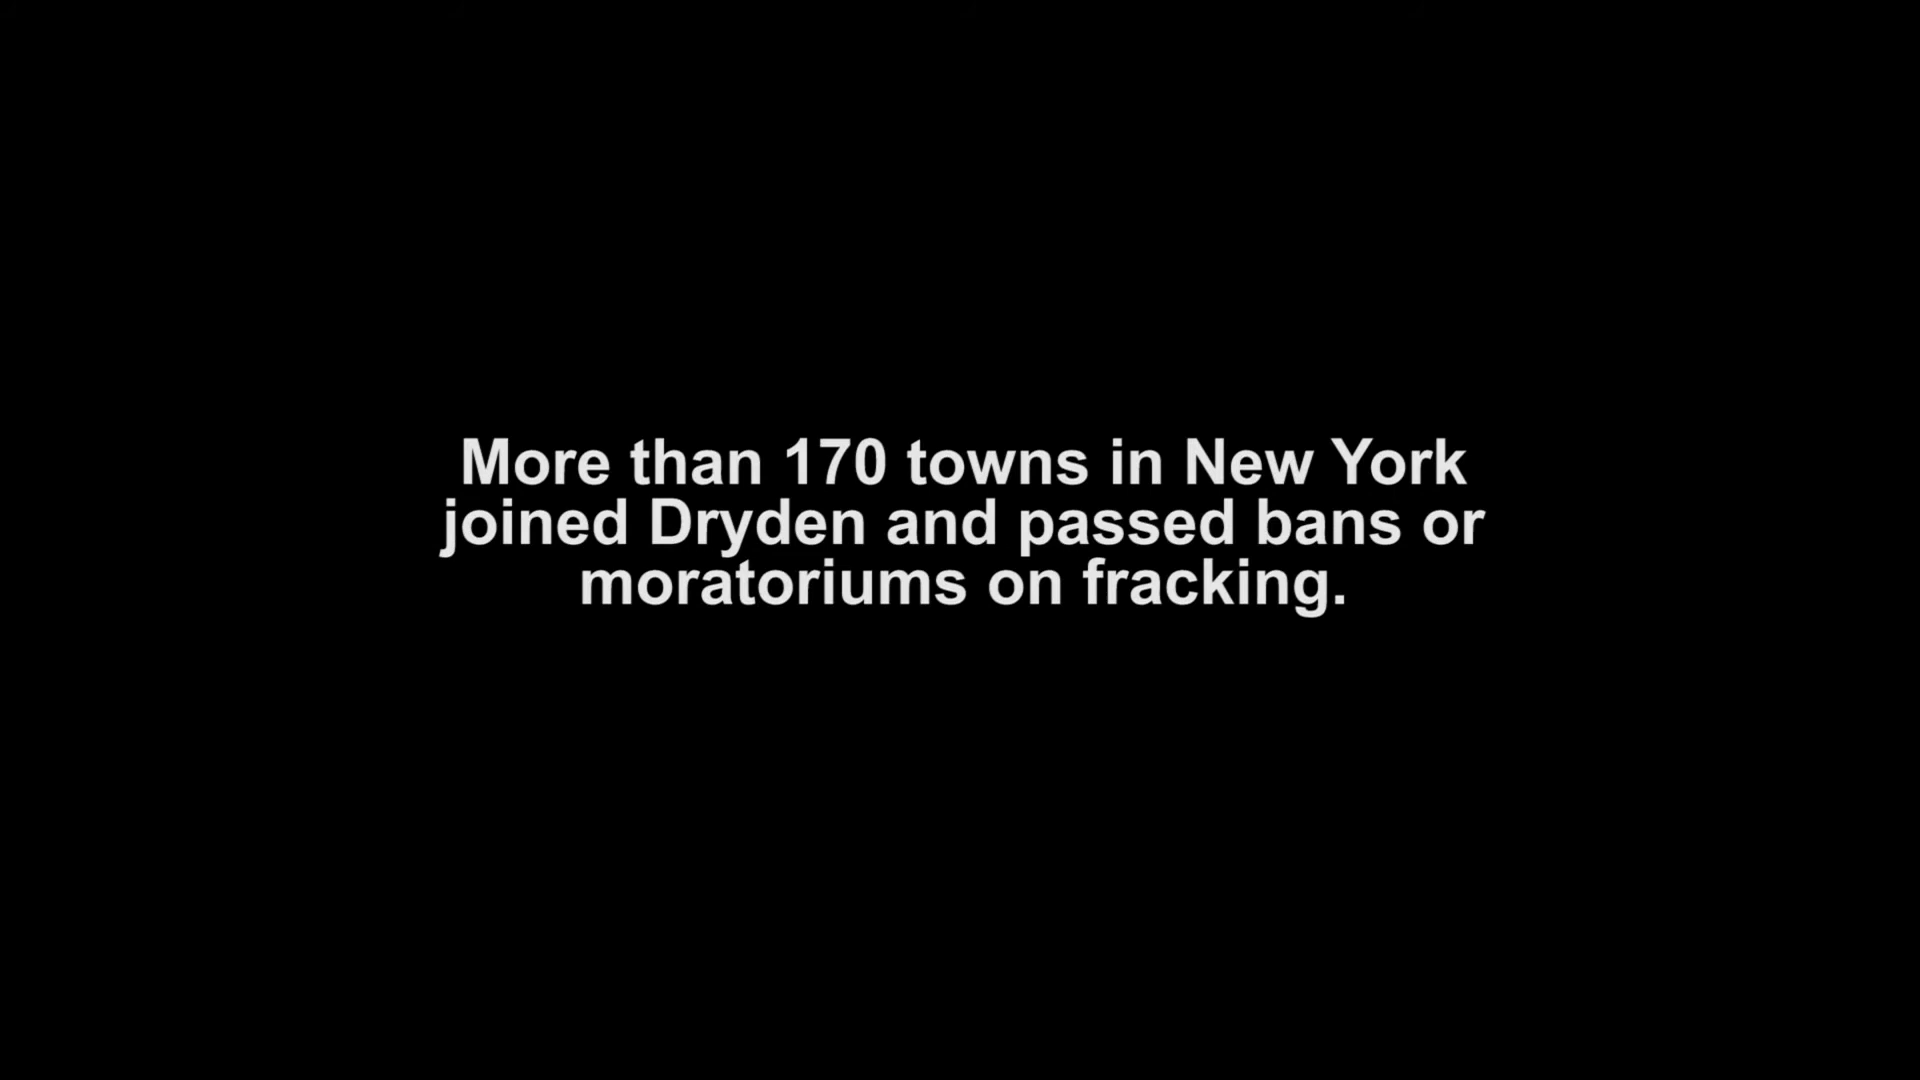 More than 170 towns in New York
joined Dryden and passed bans or
moratoriums on fracking.